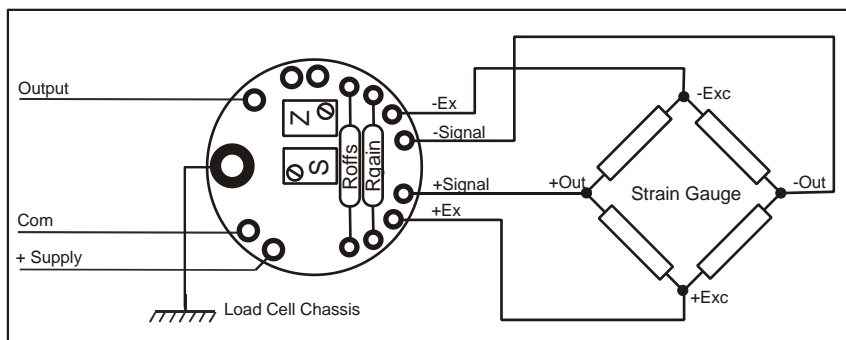 Output
-Ex
-Exc
Z
-Signal
S
Roffs
Rgain
+Signal
+Out
Strain Gauge
-Out
Com
+Ex
+ Supply
+Exc
Load Cell Chassis